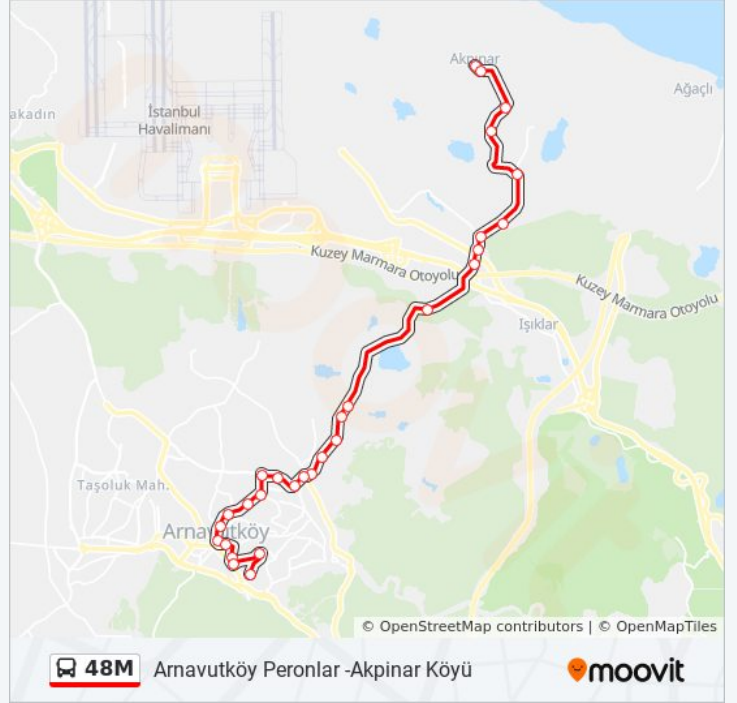 Akpınar
Ağaçlı
akadın
İstanbul
Havalimanı
Kuzey Marmara Otoyolu
Kuzey Marmara Otoyolu
Işıklar
Taşoluk Mah.
Arnavutköy
© OpenStreetMap contributors | © OpenMapTiles
48M Arnavutköy Peronlar -Akpinar Köyü moovit